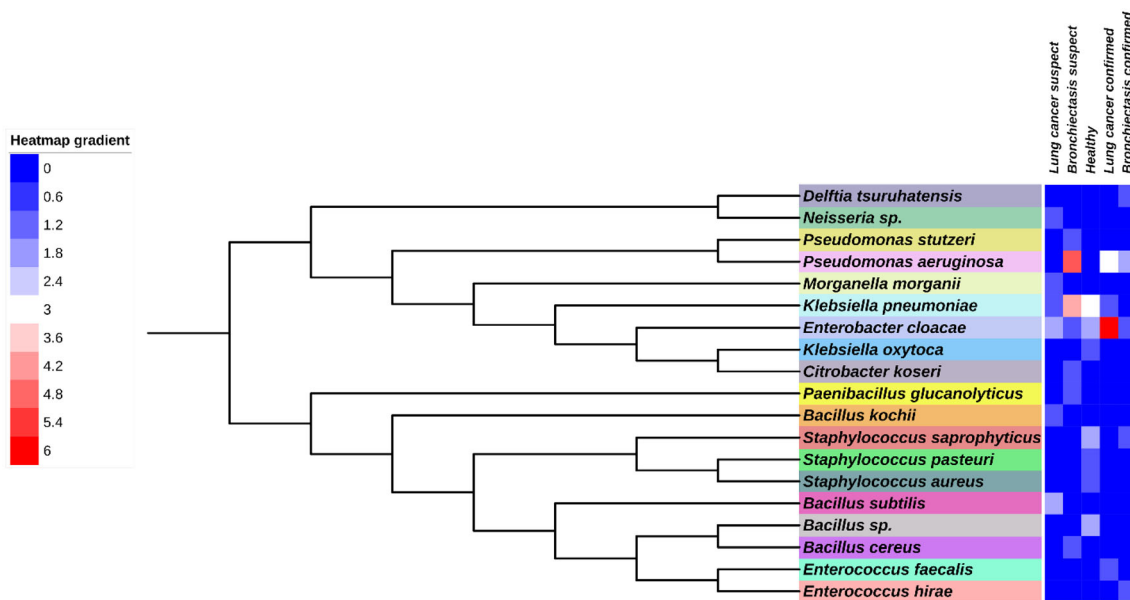 Lung cancer suspect
Bronchiectasis suspect
Healthy
Lung cancer confirmed
Bronchiectasis confirmed
Heatmap gradient
0
0.6
1.2
1.8
2.4
3
3.6
4.2
4.8
5.4
6
Delftia tsuruhatensis
Neisseria sp.
Pseudomonas stutzeri
Pseudomonas aeruginosa
Morganella morganii
Klebsiella pneumoniae
Enterobacter cloacae
Klebsiella oxytoca
Citrobacter koseri
Paenibacillus glucanolyticus
Bacillus kochii
Staphylococcus saprophyticus
Staphylococcus pasteuri
Staphylococcus aureus
Bacillus subtilis
Bacillus sp.
Bacillus cereus
Enterococcus faecalis
Enterococcus hirae